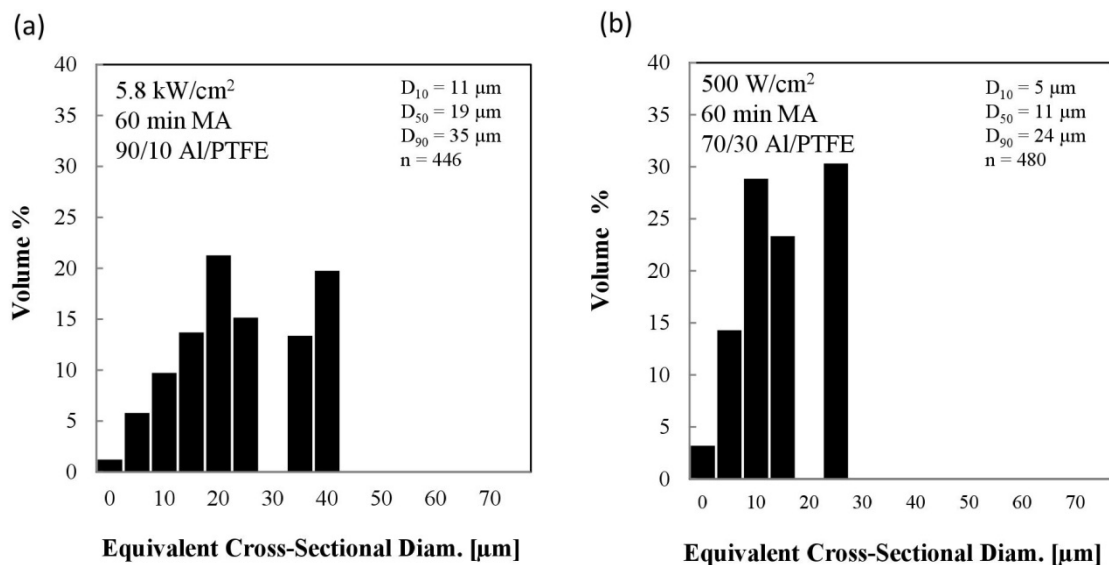 (a)
40
35
30
25
20
15
10
5
0
Volume %
5.8 kW/cm²
60 min MA
90/10 Al/PTFE
D₁₀ = 11 µm
D₅₀ = 19 µm
D₉₀ = 35 µm
n = 446
0 10 20 30 40 50 60 70
Equivalent Cross-Sectional Diam. [µm]
(b)
40
35
30
25
20
15
10
5
0
Volume %
500 W/cm²
60 min MA
70/30 Al/PTFE
D₁₀ = 5 µm
D₅₀ = 11 µm
D₉₀ = 24 µm
n = 480
0 10 20 30 40 50 60 70
Equivalent Cross-Sectional Diam. [µm]